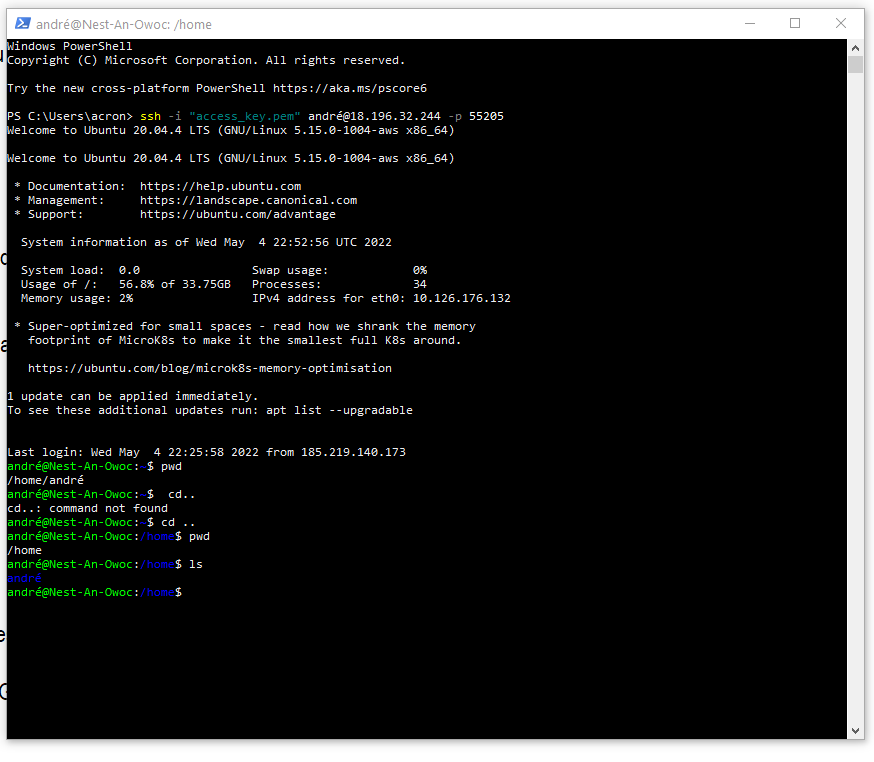 andré@Nest-An-Owoc: /home
Windows PowerShell
Copyright (C) Microsoft Corporation. All rights reserved.
Try the new cross-platform PowerShell https://aka.ms/pscore6
PS C:\Users\acron> ssh -i "access_key.pem" andré@18.196.32.244 -p 55205
Welcome to Ubuntu 20.04.4 LTS (GNU/Linux 5.15.0-1004-aws x86_64)
Welcome to Ubuntu 20.04.4 LTS (GNU/Linux 5.15.0-1004-aws x86_64)
* Documentation:  https://help.ubuntu.com
* Management:     https://landscape.canonical.com
* Support:        https://ubuntu.com/advantage
System information as of Wed May  4 22:52:56 UTC 2022
System load:  0.0                Swap usage:            0%
Usage of /:   56.8% of 33.75GB   Processes:             34
Memory usage: 2%                 IPv4 address for eth0: 10.126.176.132
* Super-optimized for small spaces - read how we shrank the memory
footprint of MicroK8s to make it the smallest full K8s around.
https://ubuntu.com/blog/microk8s-memory-optimisation
1 update can be applied immediately.
To see these additional updates run: apt list --upgradable
Last login: Wed May  4 22:25:58 2022 from 185.219.140.173
andré@Nest-An-Owoc:~$ pwd
/home/andré
andré@Nest-An-Owoc:~$  cd..
cd..: command not found
andré@Nest-An-Owoc:~$ cd ..
andré@Nest-An-Owoc:/home$ pwd
/home
andré@Nest-An-Owoc:/home$ ls
andré
andré@Nest-An-Owoc:/home$